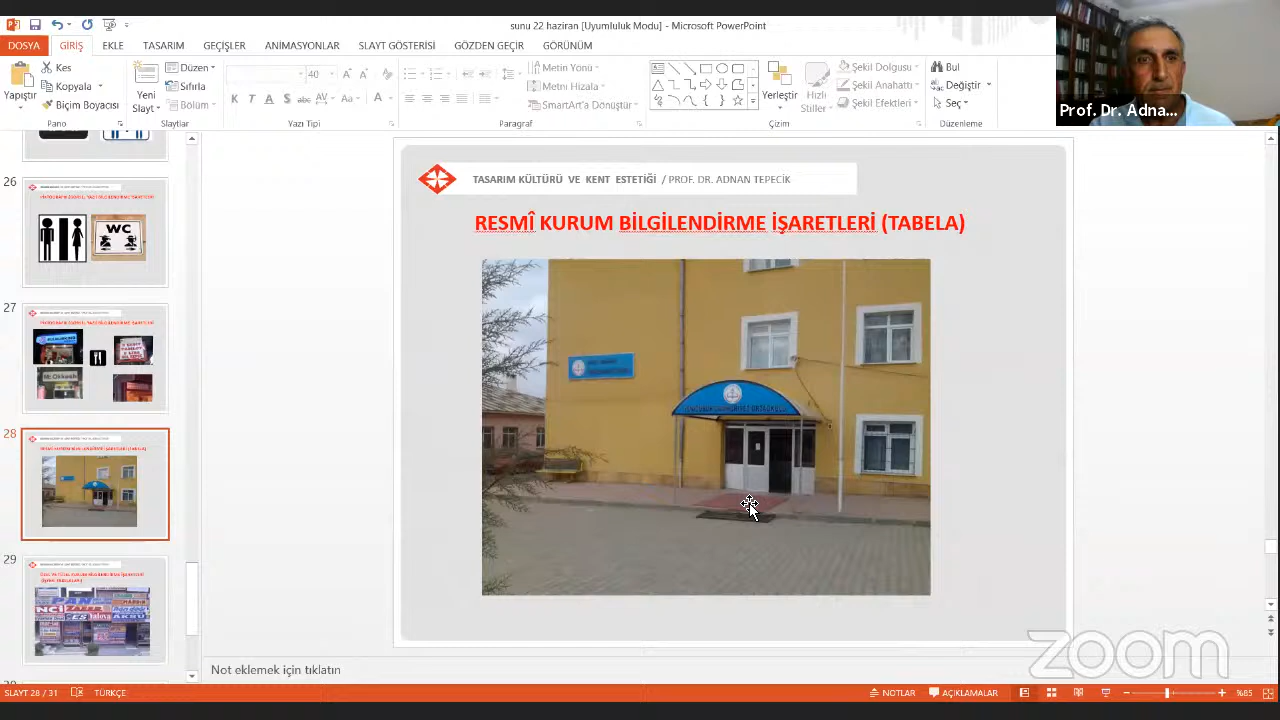 sunu 22 haziran [Uyumluluk Modu] - Microsoft PowerPoint
DOSYA GİRİŞ EKLE TASARIM GEÇİŞLER ANİMASYONLAR SLAYT GÖSTERİSİ GÖZDEN GEÇİR GÖRÜNÜM
Yapıştır
Kes
Kopyala
Biçim Boyacısı
Pano
Yeni
Slayt
Düzen
Sıfırla
Bölüm
Slaytlar
40
Yazı Tipi
Metin Yönü
Metni Hizala
SmartArt'a Dönüştür
Paragraf
Yerleştir
Hızlı
Stiller
Şekil Dolgusu
Şekil Anahattı
Şekil Efektleri
Çizim
Bul
Değiştir
Seç
Düzenleme
Prof. Dr. Adna...
26
WC
27
28
29
TASARIM KÜLTÜRÜ VE KENT ESTETİĞİ / PROF. DR. ADNAN TEPECİK
RESMÎ KURUM BİLGİLENDİRME İŞARETLERİ (TABELA)
zoom
Not eklemek için tıklatın
SLAYT 28 / 31 TÜRKÇE NOTLAR AÇIKLAMALAR %85